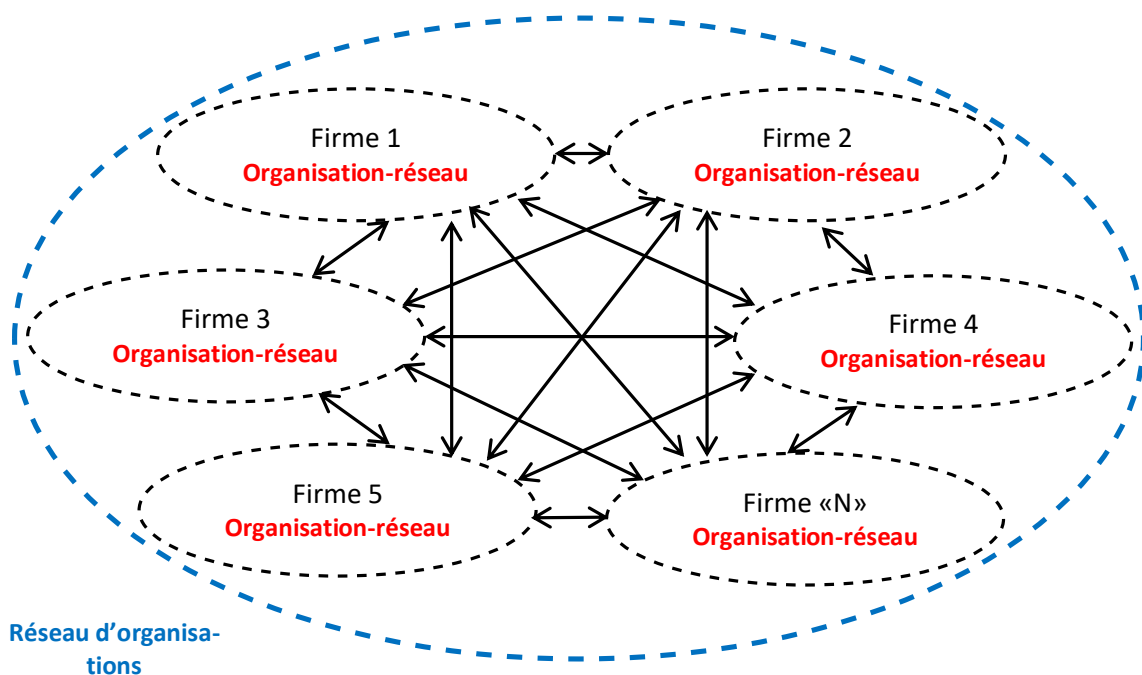 Firme 1
Organisation-réseau
Firme 2
Organisation-réseau
Firme 3
Organisation-réseau
Firme 4
Organisation-réseau
Firme 5
Organisation-réseau
Firme «N»
Organisation-réseau
Réseau d’organisa-
tions